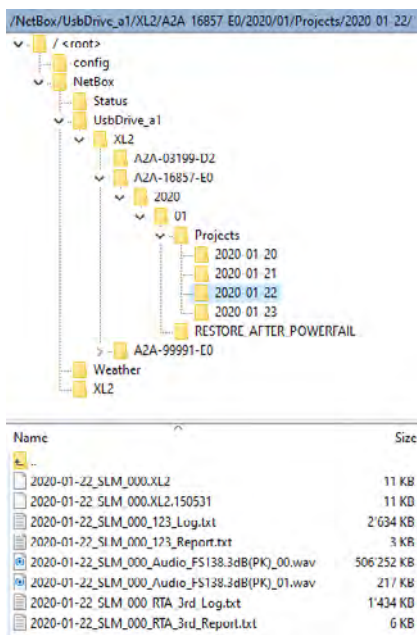 /NetBox/UsbDrive_a1/XL2/A2A-16857-E0/2020/01/Projects/2020-01-22/
/ <root>
config
NetBox
Status
UsbDrive_a1
XL2
A2A-03199-D2
A2A-16857-E0
2020
01
Projects
2020-01-20
2020-01-21
2020-01-22
2020-01-23
RESTORE_AFTER_POWERFAIL
A2A-99991-E0
Weather
XL2
Name Size
..
2020-01-22_SLM_000.XL2 11 KB
2020-01-22_SLM_000.XL2.150531 11 KB
2020-01-22_SLM_000_123_Log.txt 2'634 KB
2020-01-22_SLM_000_123_Report.txt 3 KB
2020-01-22_SLM_000_Audio_FS138.3dB(PK)_00.wav 506'252 KB
2020-01-22_SLM_000_Audio_FS138.3dB(PK)_01.wav 217 KB
2020-01-22_SLM_000_RTA_3rd_Log.txt 1'434 KB
2020-01-22_SLM_000_RTA_3rd_Report.txt 6 KB